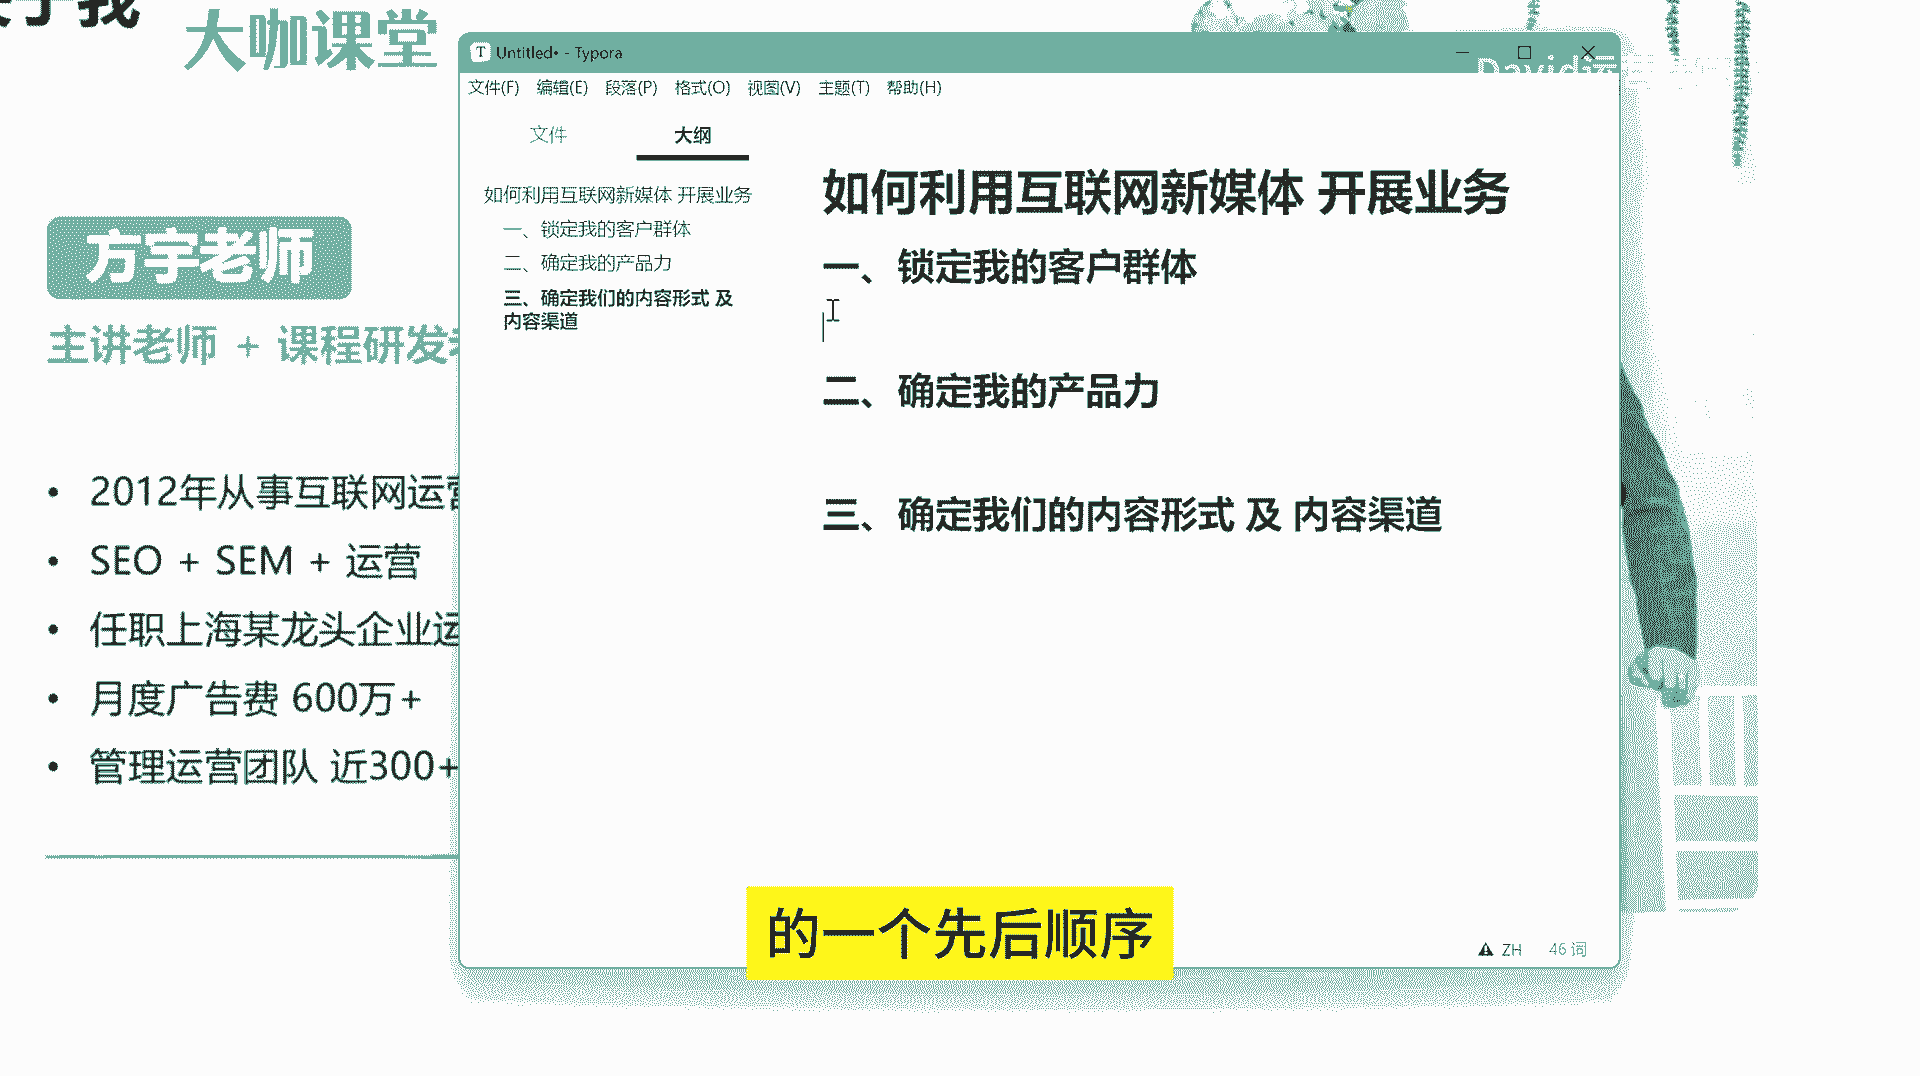 于我
大咖课堂
方宇老师
主讲老师 + 课程研发
2012年从事互联网运营
SEO + SEM + 运营
任职上海某龙头企业运
月度广告费 600万+
管理运营团队 近300+
Untitled• - Typora
David运
文件(F) 编辑(E) 段落(P) 格式(O) 视图(V) 主题(T) 帮助(H)
文件 大纲
如何利用互联网新媒体 开展业务
一、锁定我的客户群体
二、确定我的产品力
三、确定我们的内容形式 及
内容渠道
如何利用互联网新媒体 开展业务
一、锁定我的客户群体
二、确定我的产品力
三、确定我们的内容形式 及 内容渠道
ZH 46 词
的一个先后顺序